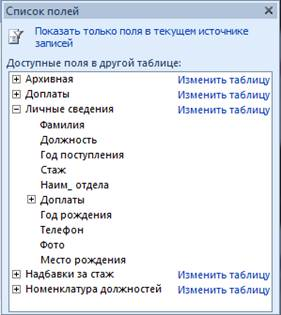 Список полей
Показать только поля в текущем источнике
записей
Доступные поля в другой таблице:
Архивная Изменить таблицу
Доплаты Изменить таблицу
Личные сведения Изменить таблицу
Фамилия
Должность
Год поступления
Стаж
Наим_ отдела
Доплаты
Год рождения
Телефон
Фото
Место рождения
Надбавки за стаж Изменить таблицу
Номенклатура должностей Изменить таблицу